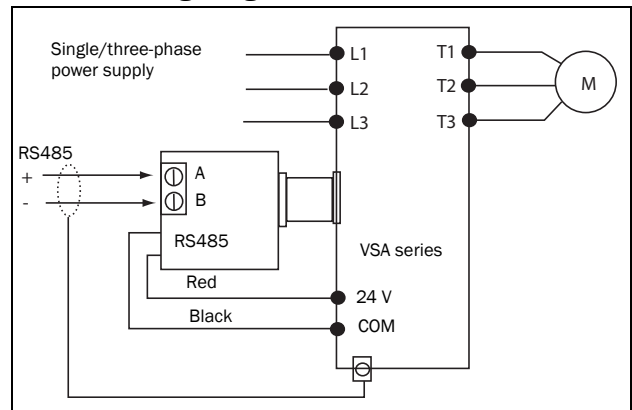 Single/three-phase
power supply
L1
L2
L3
T1
T2
T3
M
RS485
+
-
A
B
RS485
VSA series
Red
Black
24 V
COM